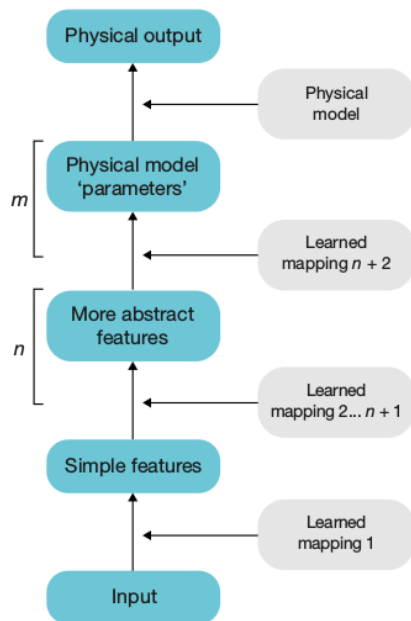 Physical output
Physical
model
Physical model
‘parameters’
m
Learned
mapping n + 2
More abstract
features
n
Learned
mapping 2... n + 1
Simple features
Learned
mapping 1
Input